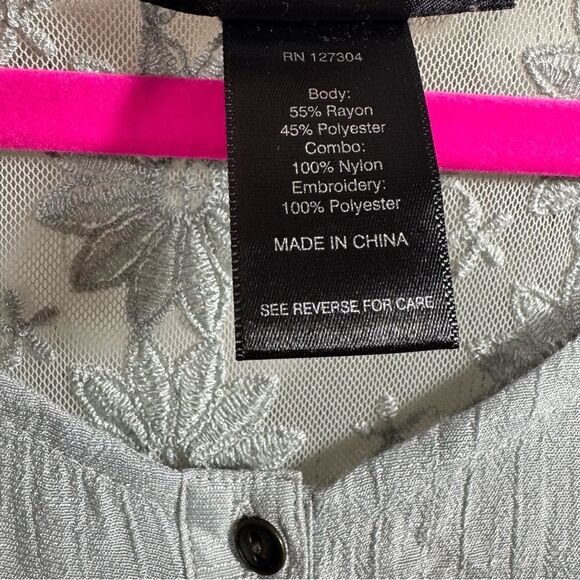 RN 127304
Body:
55% Rayon
45% Polyester
Combo:
100% Nylon
Embroidery:
100% Polyester
MADE IN CHINA
SEE REVERSE FOR CARE